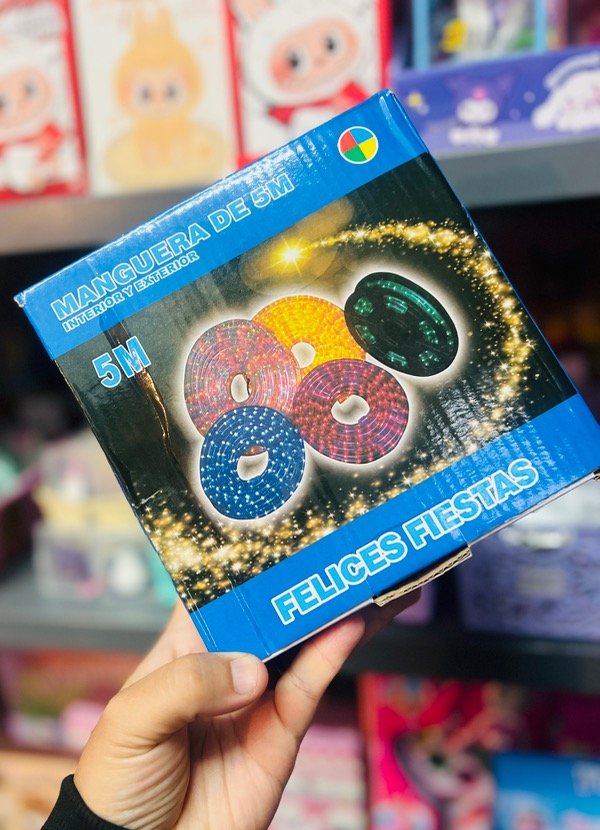 MANGUERA DE 5M
INTERIOR Y EXTERIOR
5M
FELICES FIESTAS